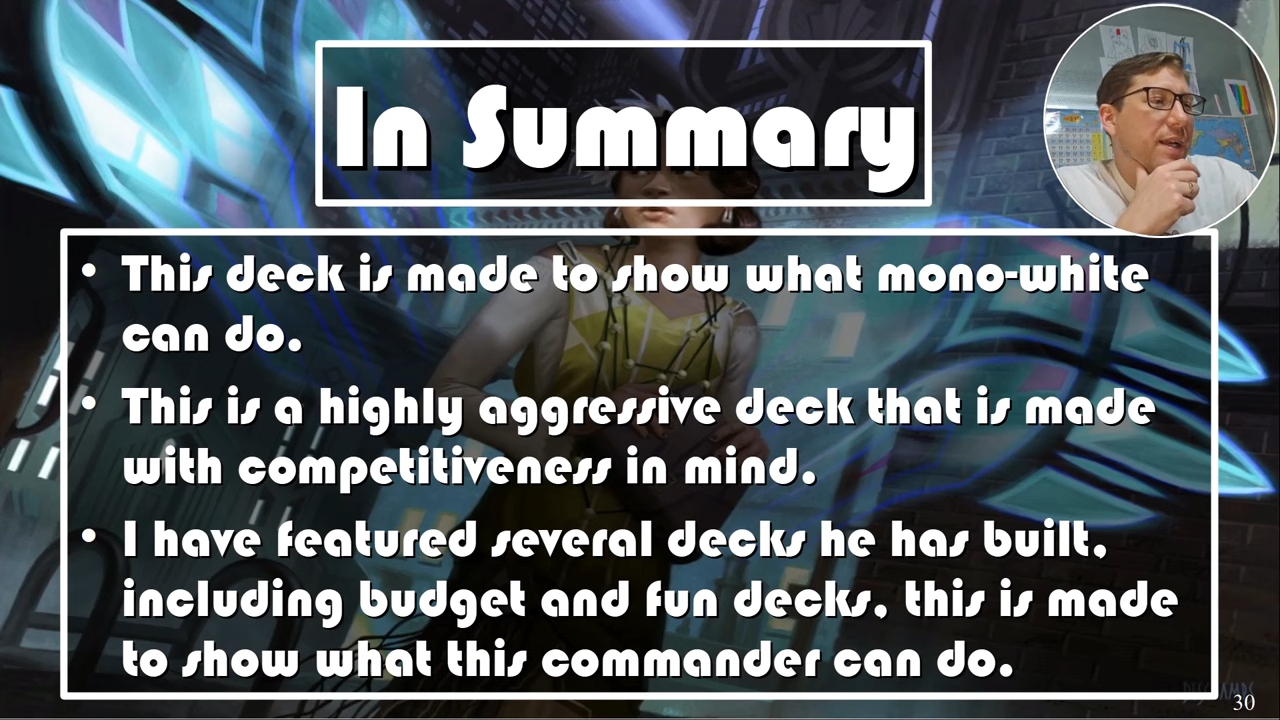 In Summary
• This deck is made to show what mono-white
can do.
• This is a highly aggressive deck that is made
with competitiveness in mind.
• I have featured several decks he has built,
including budget and fun decks, this is made
to show what this commander can do.
30